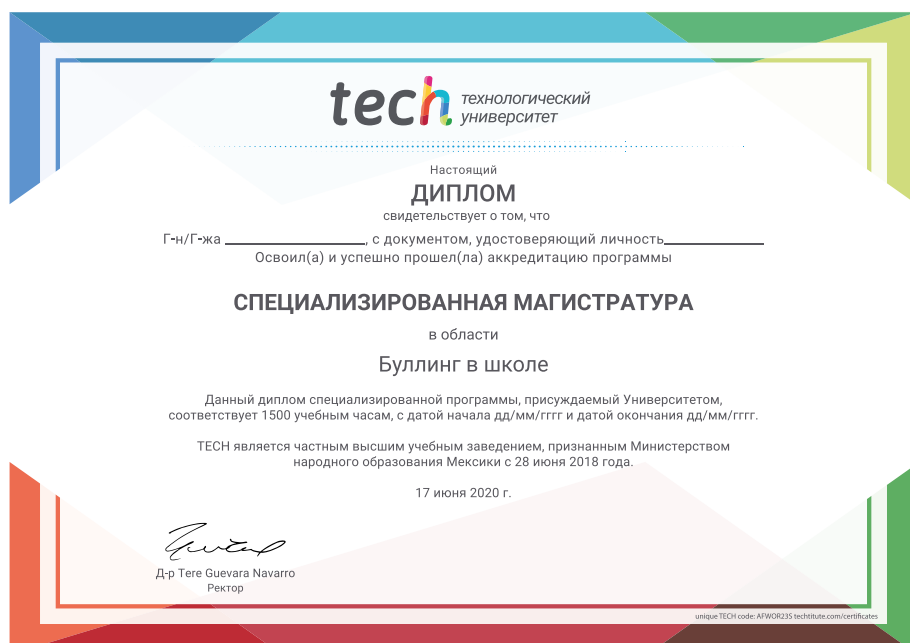 tech технологический
университет
Настоящий
ДИПЛОМ
свидетельствует о том, что
Г-н/Г-жа ____________________, с документом, удостоверяющий личность______________
Освоил(а) и успешно прошел(ла) аккредитацию программы
СПЕЦИАЛИЗИРОВАННАЯ МАГИСТРАТУРА
в области
Буллинг в школе
Данный диплом специализированной программы, присуждаемый Университетом,
соответствует 1500 учебным часам, с датой начала дд/мм/гггг и датой окончания дд/мм/гггг.
TECH является частным высшим учебным заведением, признанным Министерством
народного образования Мексики с 28 июня 2018 года.
17 июня 2020 г.
Д-р Tere Guevara Navarro
Ректор
unique TECH code: AFWOR23S techtitute.com/certificates